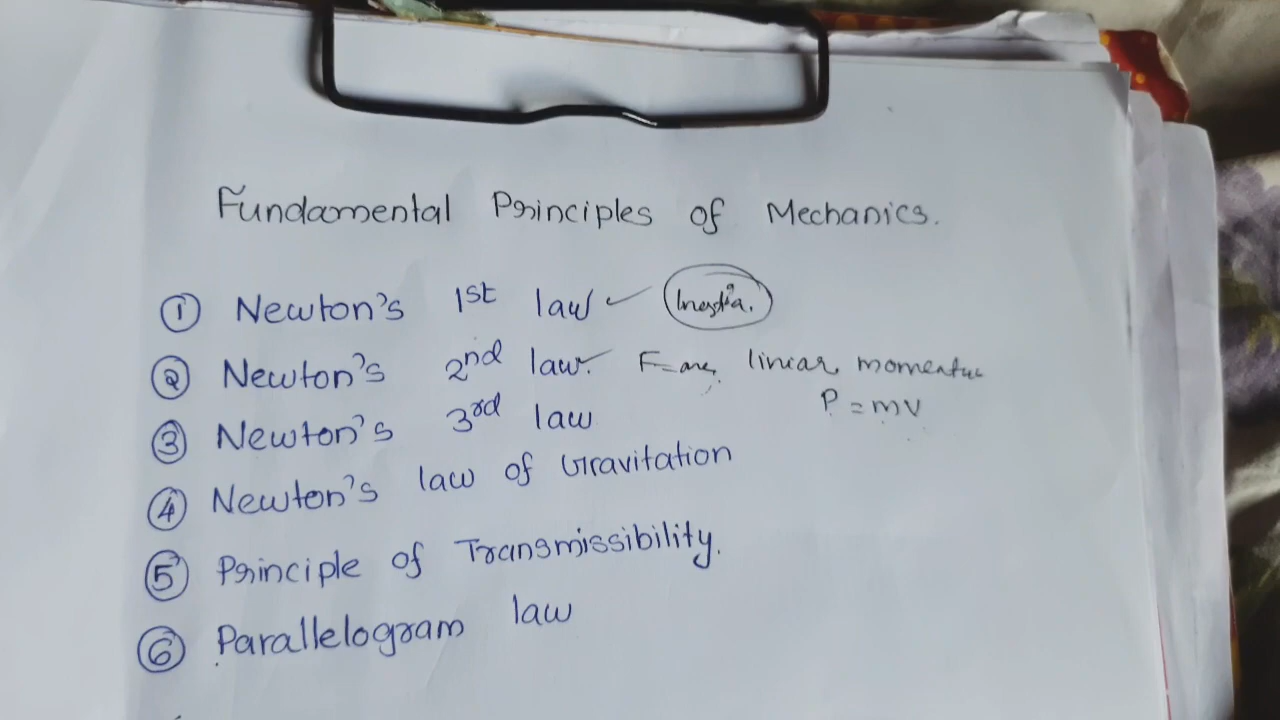 Fundamental Principles of Mechanics.
① Newton's 1st law ✓ Inertia.
② Newton's 2nd law. ✓ F=ma, linear momentum
P = mv
③ Newton's 3rd law
④ Newton's law of Gravitation
⑤ Principle of Transmissibility.
⑥ Parallelogram law